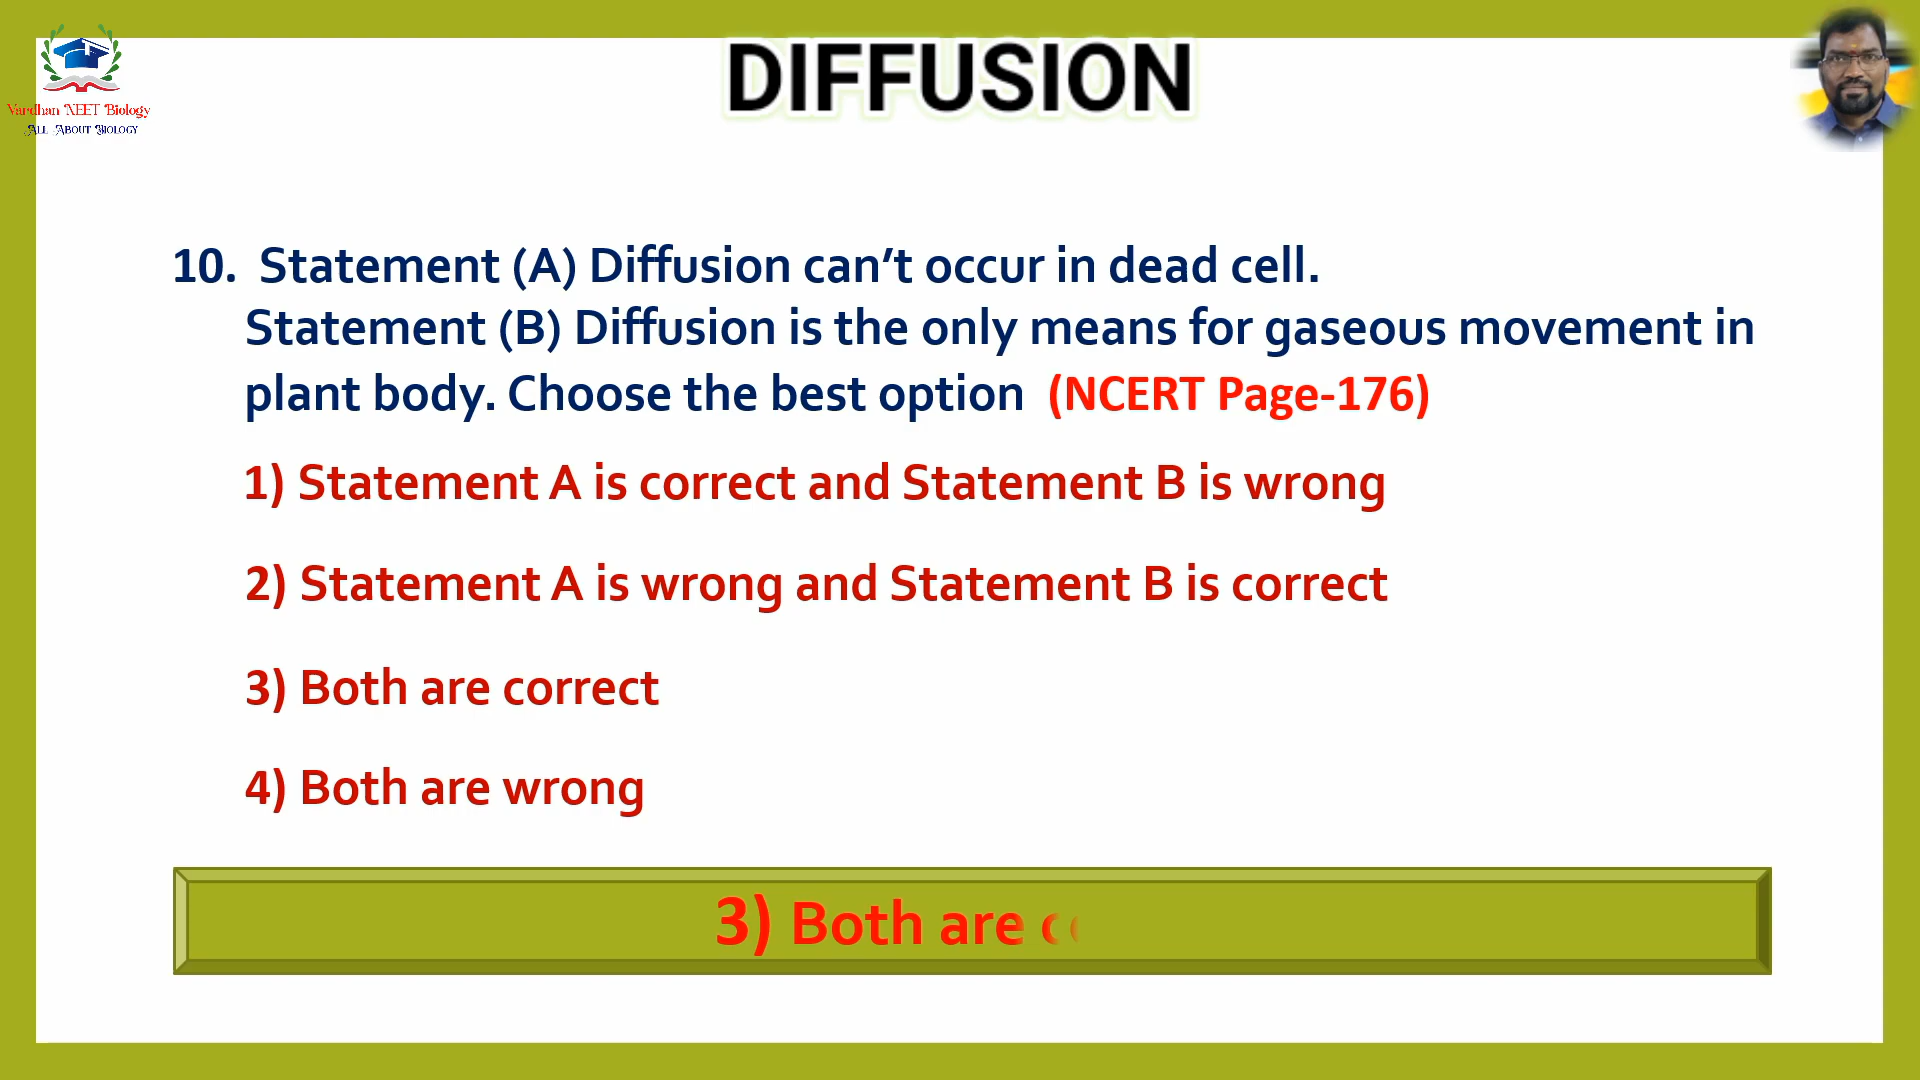 DIFFUSION
Vardhan NEET Biology
All About Biology
10. Statement (A) Diffusion can’t occur in dead cell.
Statement (B) Diffusion is the only means for gaseous movement in
plant body. Choose the best option (NCERT Page-176)
1) Statement A is correct and Statement B is wrong
2) Statement A is wrong and Statement B is correct
3) Both are correct
4) Both are wrong
3) Both are